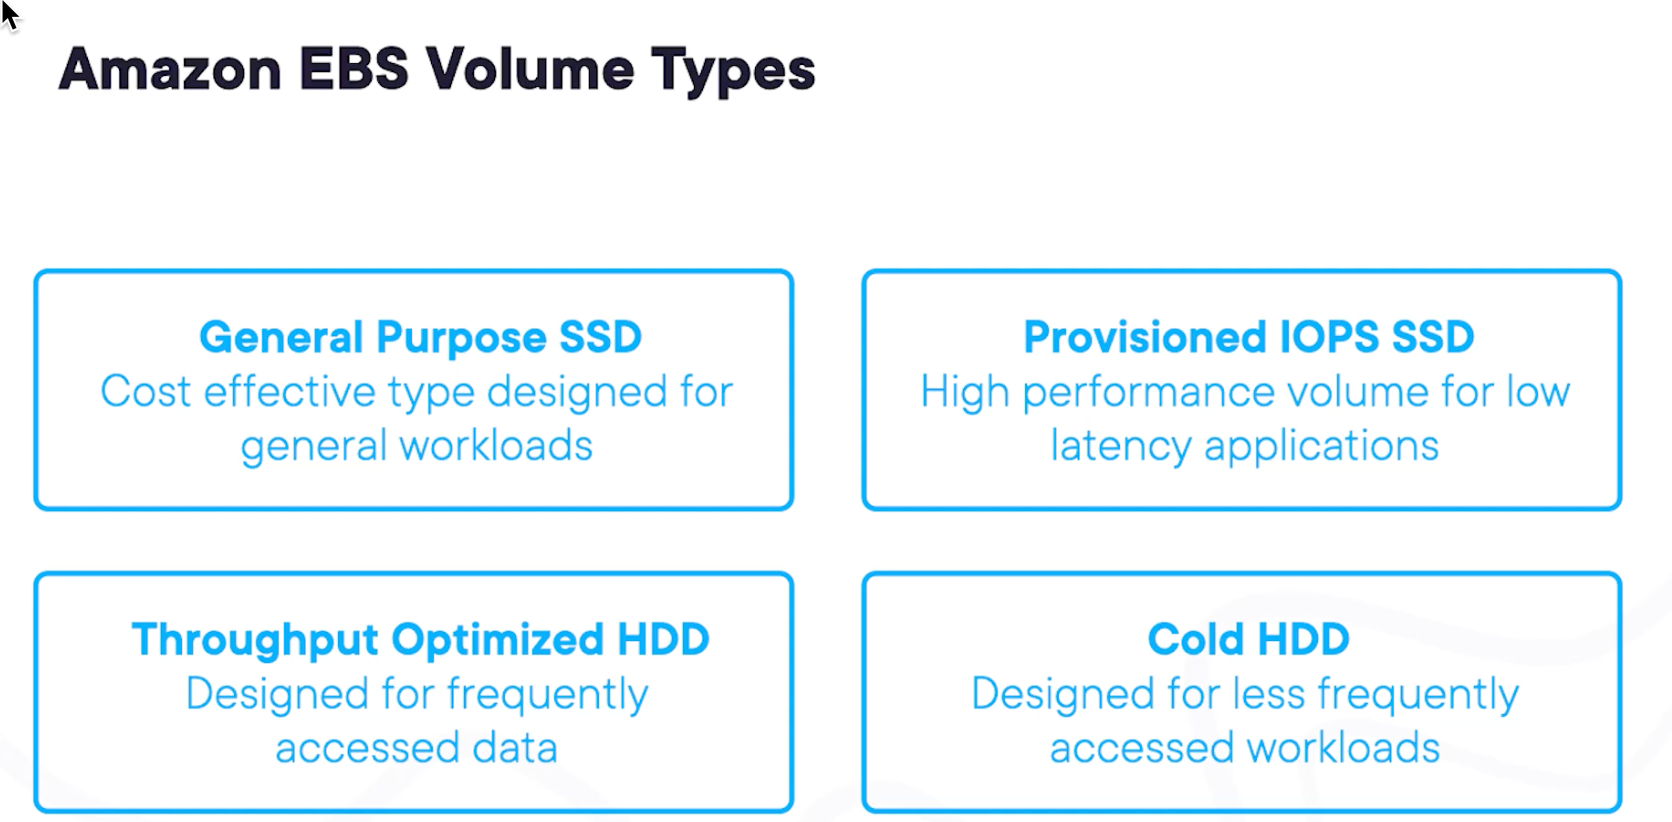 Amazon EBS Volume Types
General Purpose SSD
Cost effective type designed for
general workloads
Provisioned IOPS SSD
High performance volume for low
latency applications
Throughput Optimized HDD
Designed for frequently
accessed data
Cold HDD
Designed for less frequently
accessed workloads